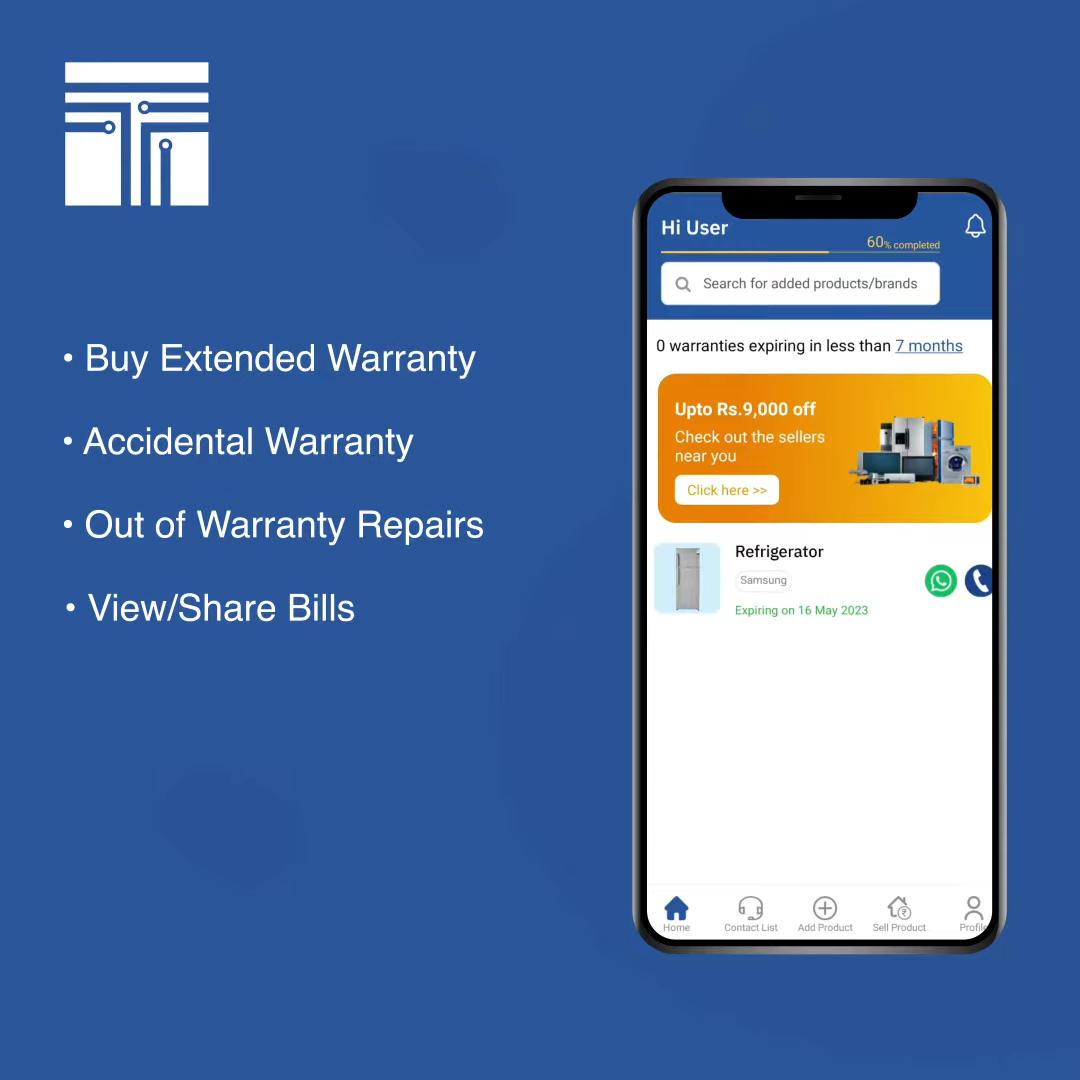 • Buy Extended Warranty
• Accidental Warranty
• Out of Warranty Repairs
• View/Share Bills
Hi User
60% completed
Search for added products/brands
0 warranties expiring in less than 7 months
Upto Rs.9,000 off
Check out the sellers
near you
Click here >>
Refrigerator
Samsung
Expiring on 16 May 2023
Home
Contact List
Add Product
Sell Product
Profile